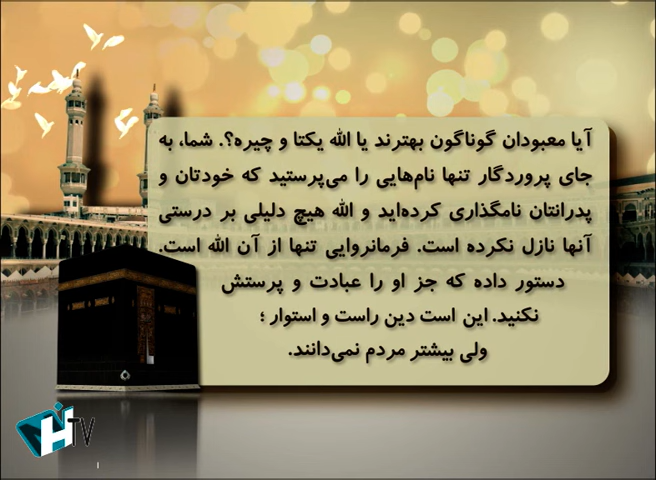 آیا معبودان گوناگون بهترند یا الله یکتا و چیره؟. شما، به
جای پروردگار تنها نام‌هایی را می‌پرستید که خودتان و
پدرانتان نامگذاری کرده‌اید و الله هیچ دلیلی بر درستی
آنها نازل نکرده است. فرمانروایی تنها از آن الله است.
دستور داده که جز او را عبادت و پرستش
نکنید. این است دین راست و استوار ؛
ولی بیشتر مردم نمی‌دانند.
TV